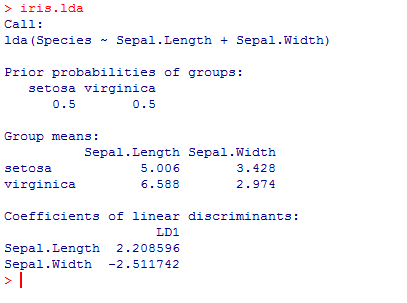 > iris.lda
Call:
lda(Species ~ Sepal.Length + Sepal.Width)
Prior probabilities of groups:
setosa virginica
0.5 0.5
Group means:
Sepal.Length Sepal.Width
setosa 5.006 3.428
virginica 6.588 2.974
Coefficients of linear discriminants:
LD1
Sepal.Length 2.208596
Sepal.Width -2.511742
>